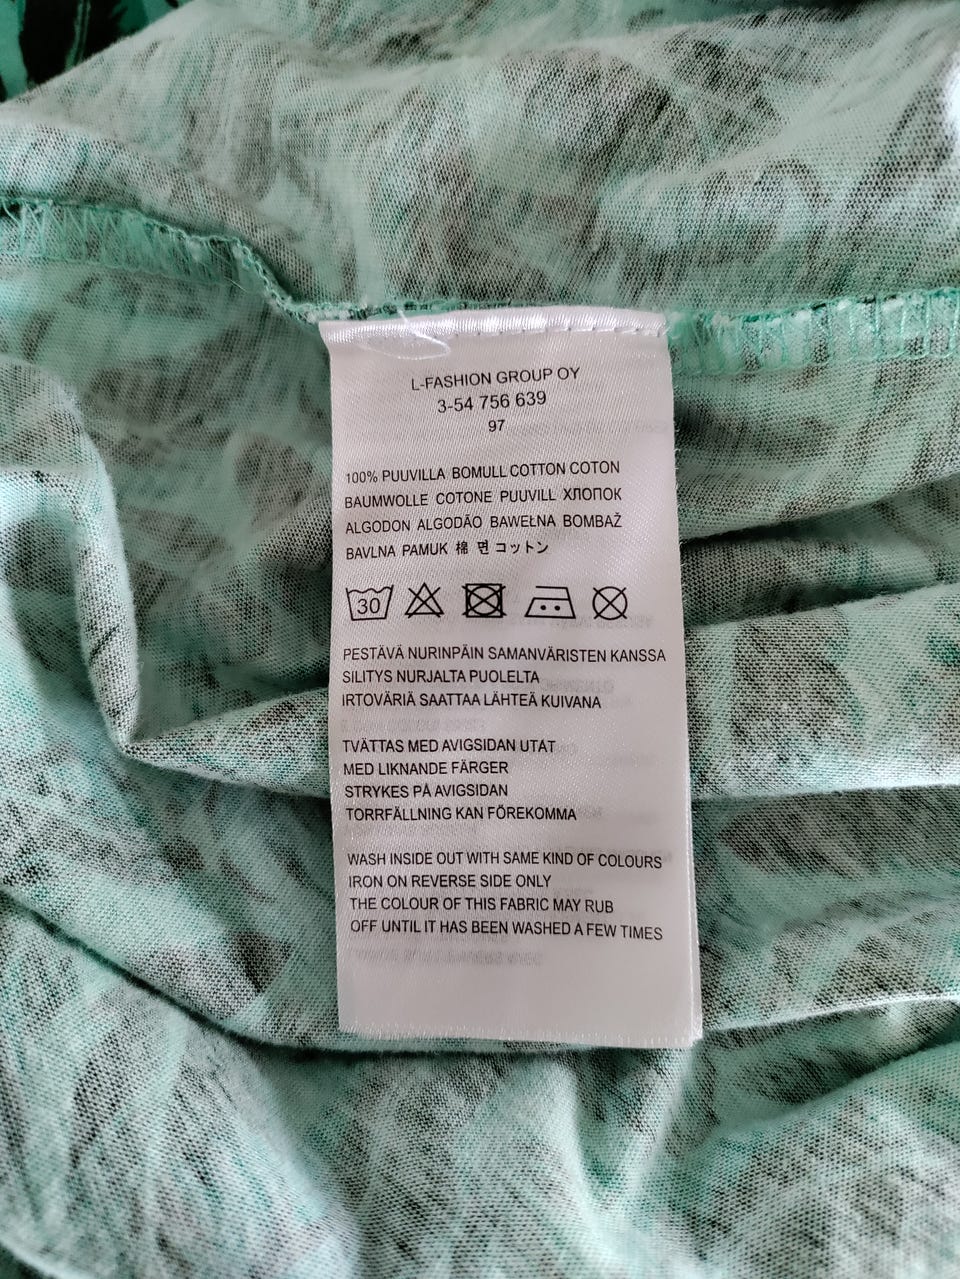 L-FASHION GROUP OY
3-54 756 639
97
100% PUUVILLA BOMULL COTTON COTON
BAUMWOLLE COTONE PUUVILL ХЛОПОК
ALGODON ALGODÃO BAWEŁNA BOMBAŽ
BAVLNA PAMUK 棉 면 コットン
30
PESTÄVÄ NURINPÄIN SAMANVÄRISTEN KANSSA
SILITYS NURJALTA PUOLELTA
IRTOVÄRIÄ SAATTAA LÄHTEÄ KUIVANA
TVÄTTAS MED AVIGSIDAN UTÅT
MED LIKNANDE FÄRGER
STRYKES PÅ AVIGSIDAN
TORRFÄLLNING KAN FÖREKOMMA
WASH INSIDE OUT WITH SAME KIND OF COLOURS
IRON ON REVERSE SIDE ONLY
THE COLOUR OF THIS FABRIC MAY RUB
OFF UNTIL IT HAS BEEN WASHED A FEW TIMES